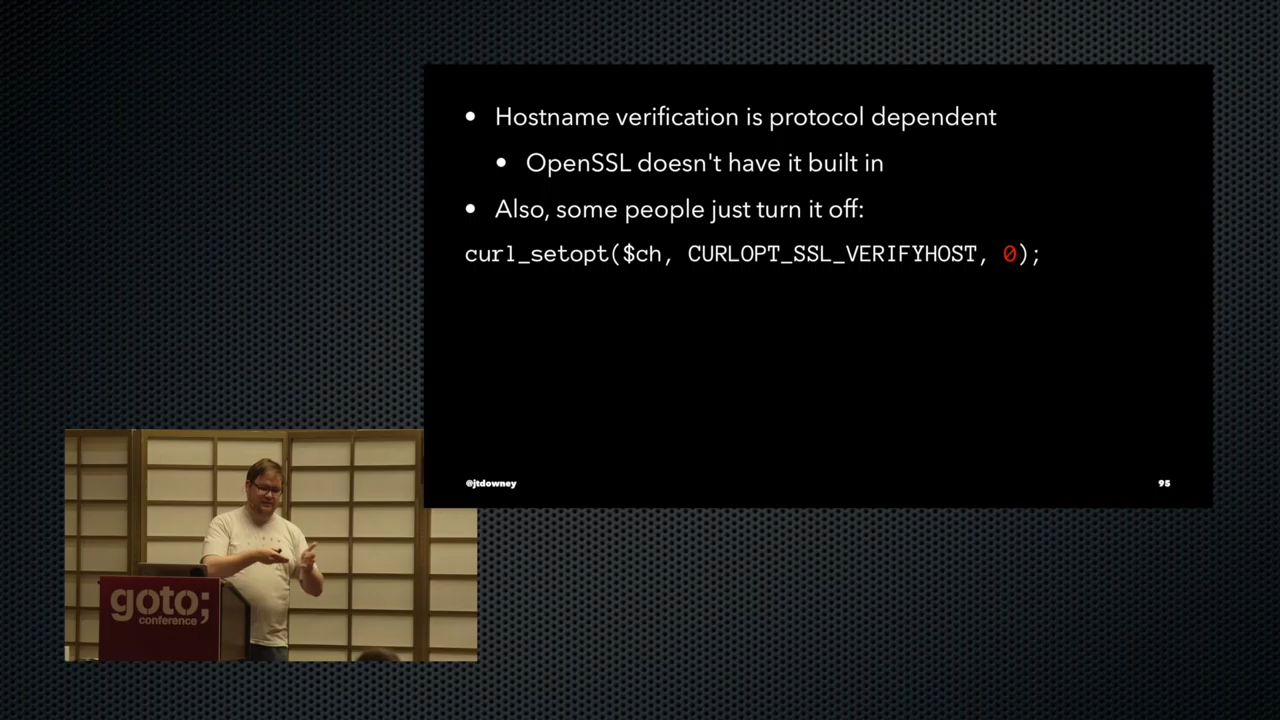 • Hostname verification is protocol dependent
• OpenSSL doesn't have it built in
• Also, some people just turn it off:
curl_setopt($ch, CURLOPT_SSL_VERIFYHOST, 0);
@jtdowney
95
goto;
conference